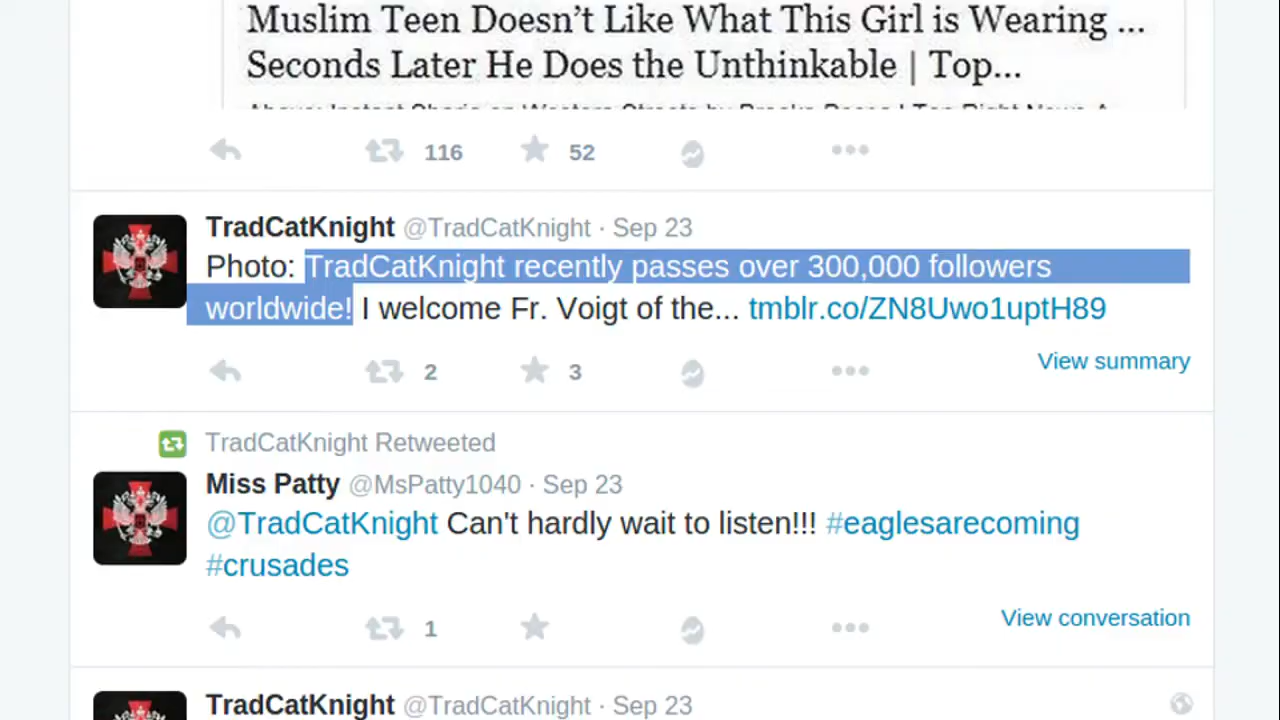 Muslim Teen Doesn’t Like What This Girl is Wearing ...
Seconds Later He Does the Unthinkable | Top...
116 52
TradCatKnight @TradCatKnight · Sep 23
Photo: TradCatKnight recently passes over 300,000 followers
worldwide! I welcome Fr. Voigt of the... tmblr.co/ZN8Uwo1uptH89
2 3 View summary
TradCatKnight Retweeted
Miss Patty @MsPatty1040 · Sep 23
@TradCatKnight Can't hardly wait to listen!!! #eaglesarecoming
#crusades
1 View conversation
TradCatKnight @TradCatKnight · Sep 23